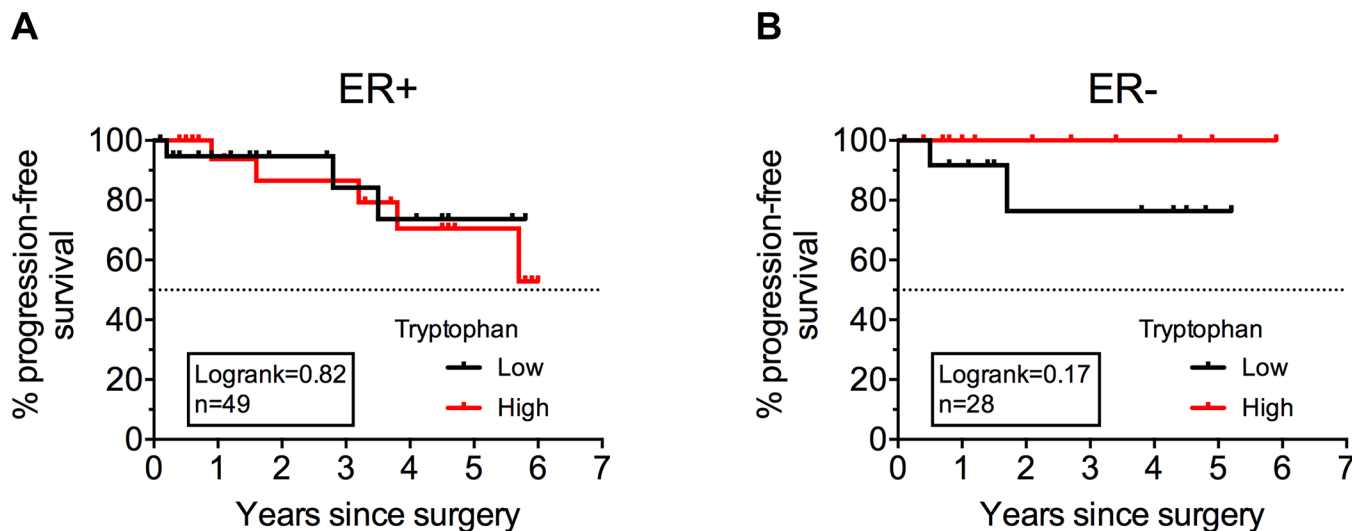 A
ER+
% progression-free
survival
100
80
60
40
20
0
0 1 2 3 4 5 6 7
Years since surgery
Logrank=0.82
n=49
Tryptophan
Low
High
B
ER-
% progression-free
survival
100
80
60
40
20
0
0 1 2 3 4 5 6 7
Years since surgery
Logrank=0.17
n=28
Tryptophan
Low
High